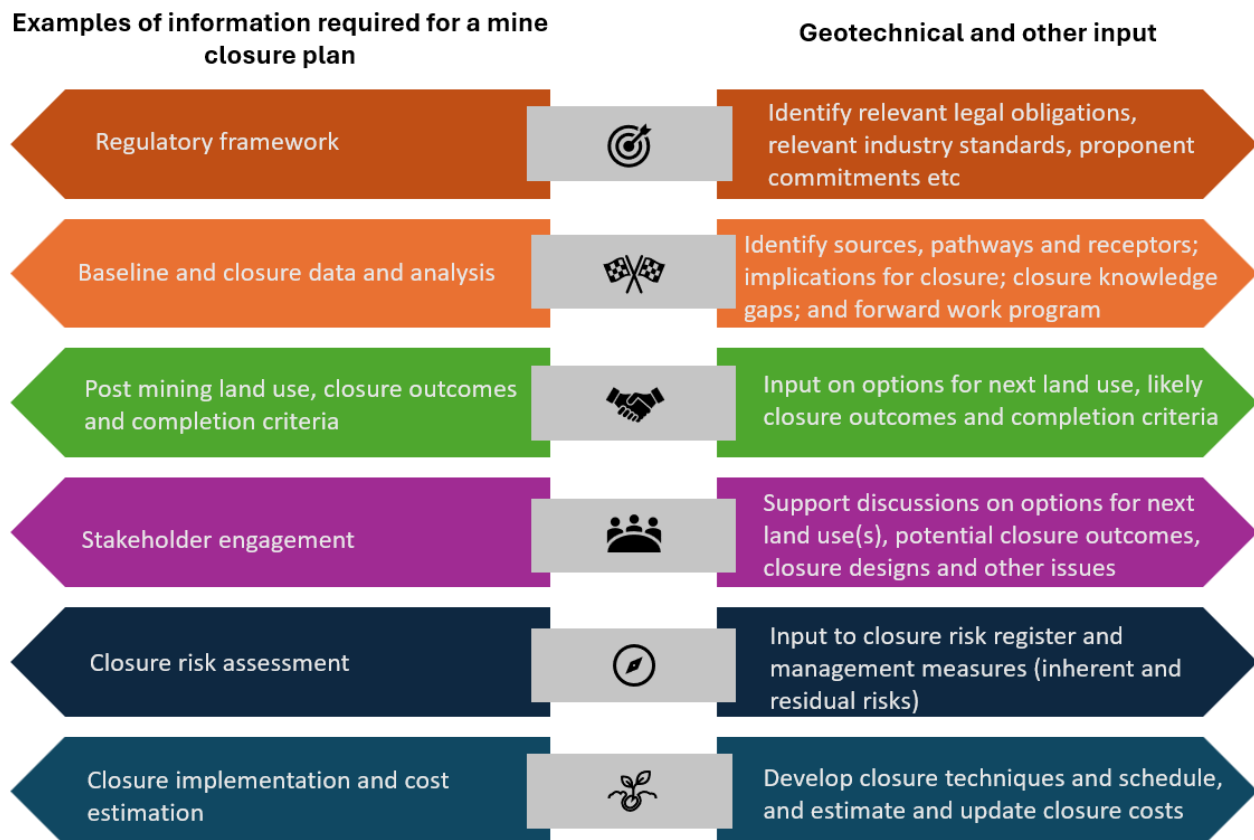 Examples of information required for a mine
closure plan
Geotechnical and other input
Regulatory framework
Identify relevant legal obligations,
relevant industry standards, proponent
commitments etc
Baseline and closure data and analysis
Identify sources, pathways and receptors;
implications for closure; closure knowledge
gaps; and forward work program
Post mining land use, closure outcomes
and completion criteria
Input on options for next land use, likely
closure outcomes and completion criteria
Stakeholder engagement
Support discussions on options for next
land use(s), potential closure outcomes,
closure designs and other issues
Closure risk assessment
Input to closure risk register and
management measures (inherent and
residual risks)
Closure implementation and cost
estimation
Develop closure techniques and schedule,
and estimate and update closure costs